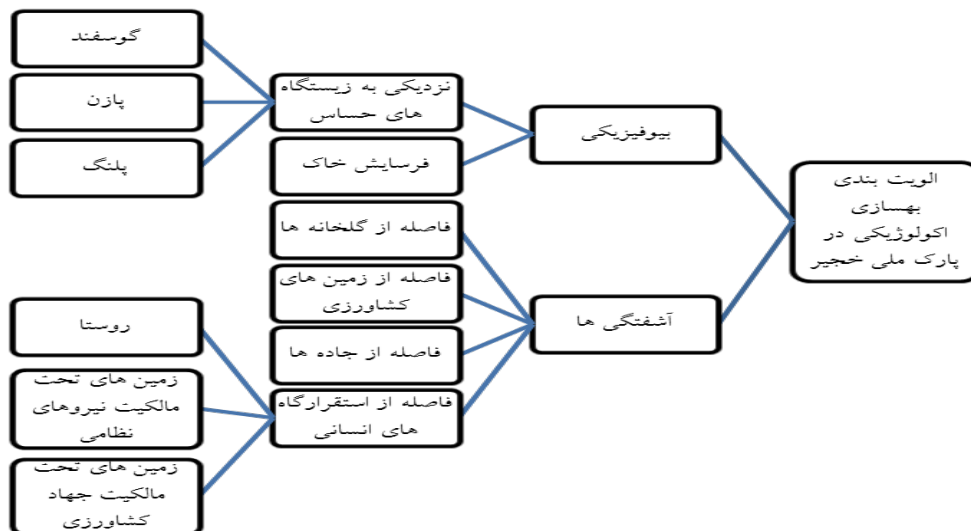 الویت بندی
بهسازی
اکولوژیکی در
پارک ملی خجیر
بیوفیزیکی
نزدیکی به زیستگاه
های حساس
گوسفند
پازن
پلنگ
فرسایش خاک
آشفتگی ها
فاصله از گلخانه ها
فاصله از زمین های
کشاورزی
فاصله از جاده ها
فاصله از استقرارگاه
های انسانی
روستا
زمین های تحت
مالکیت نیروهای
نظامی
زمین های تحت
مالکیت جهاد
کشاورزی